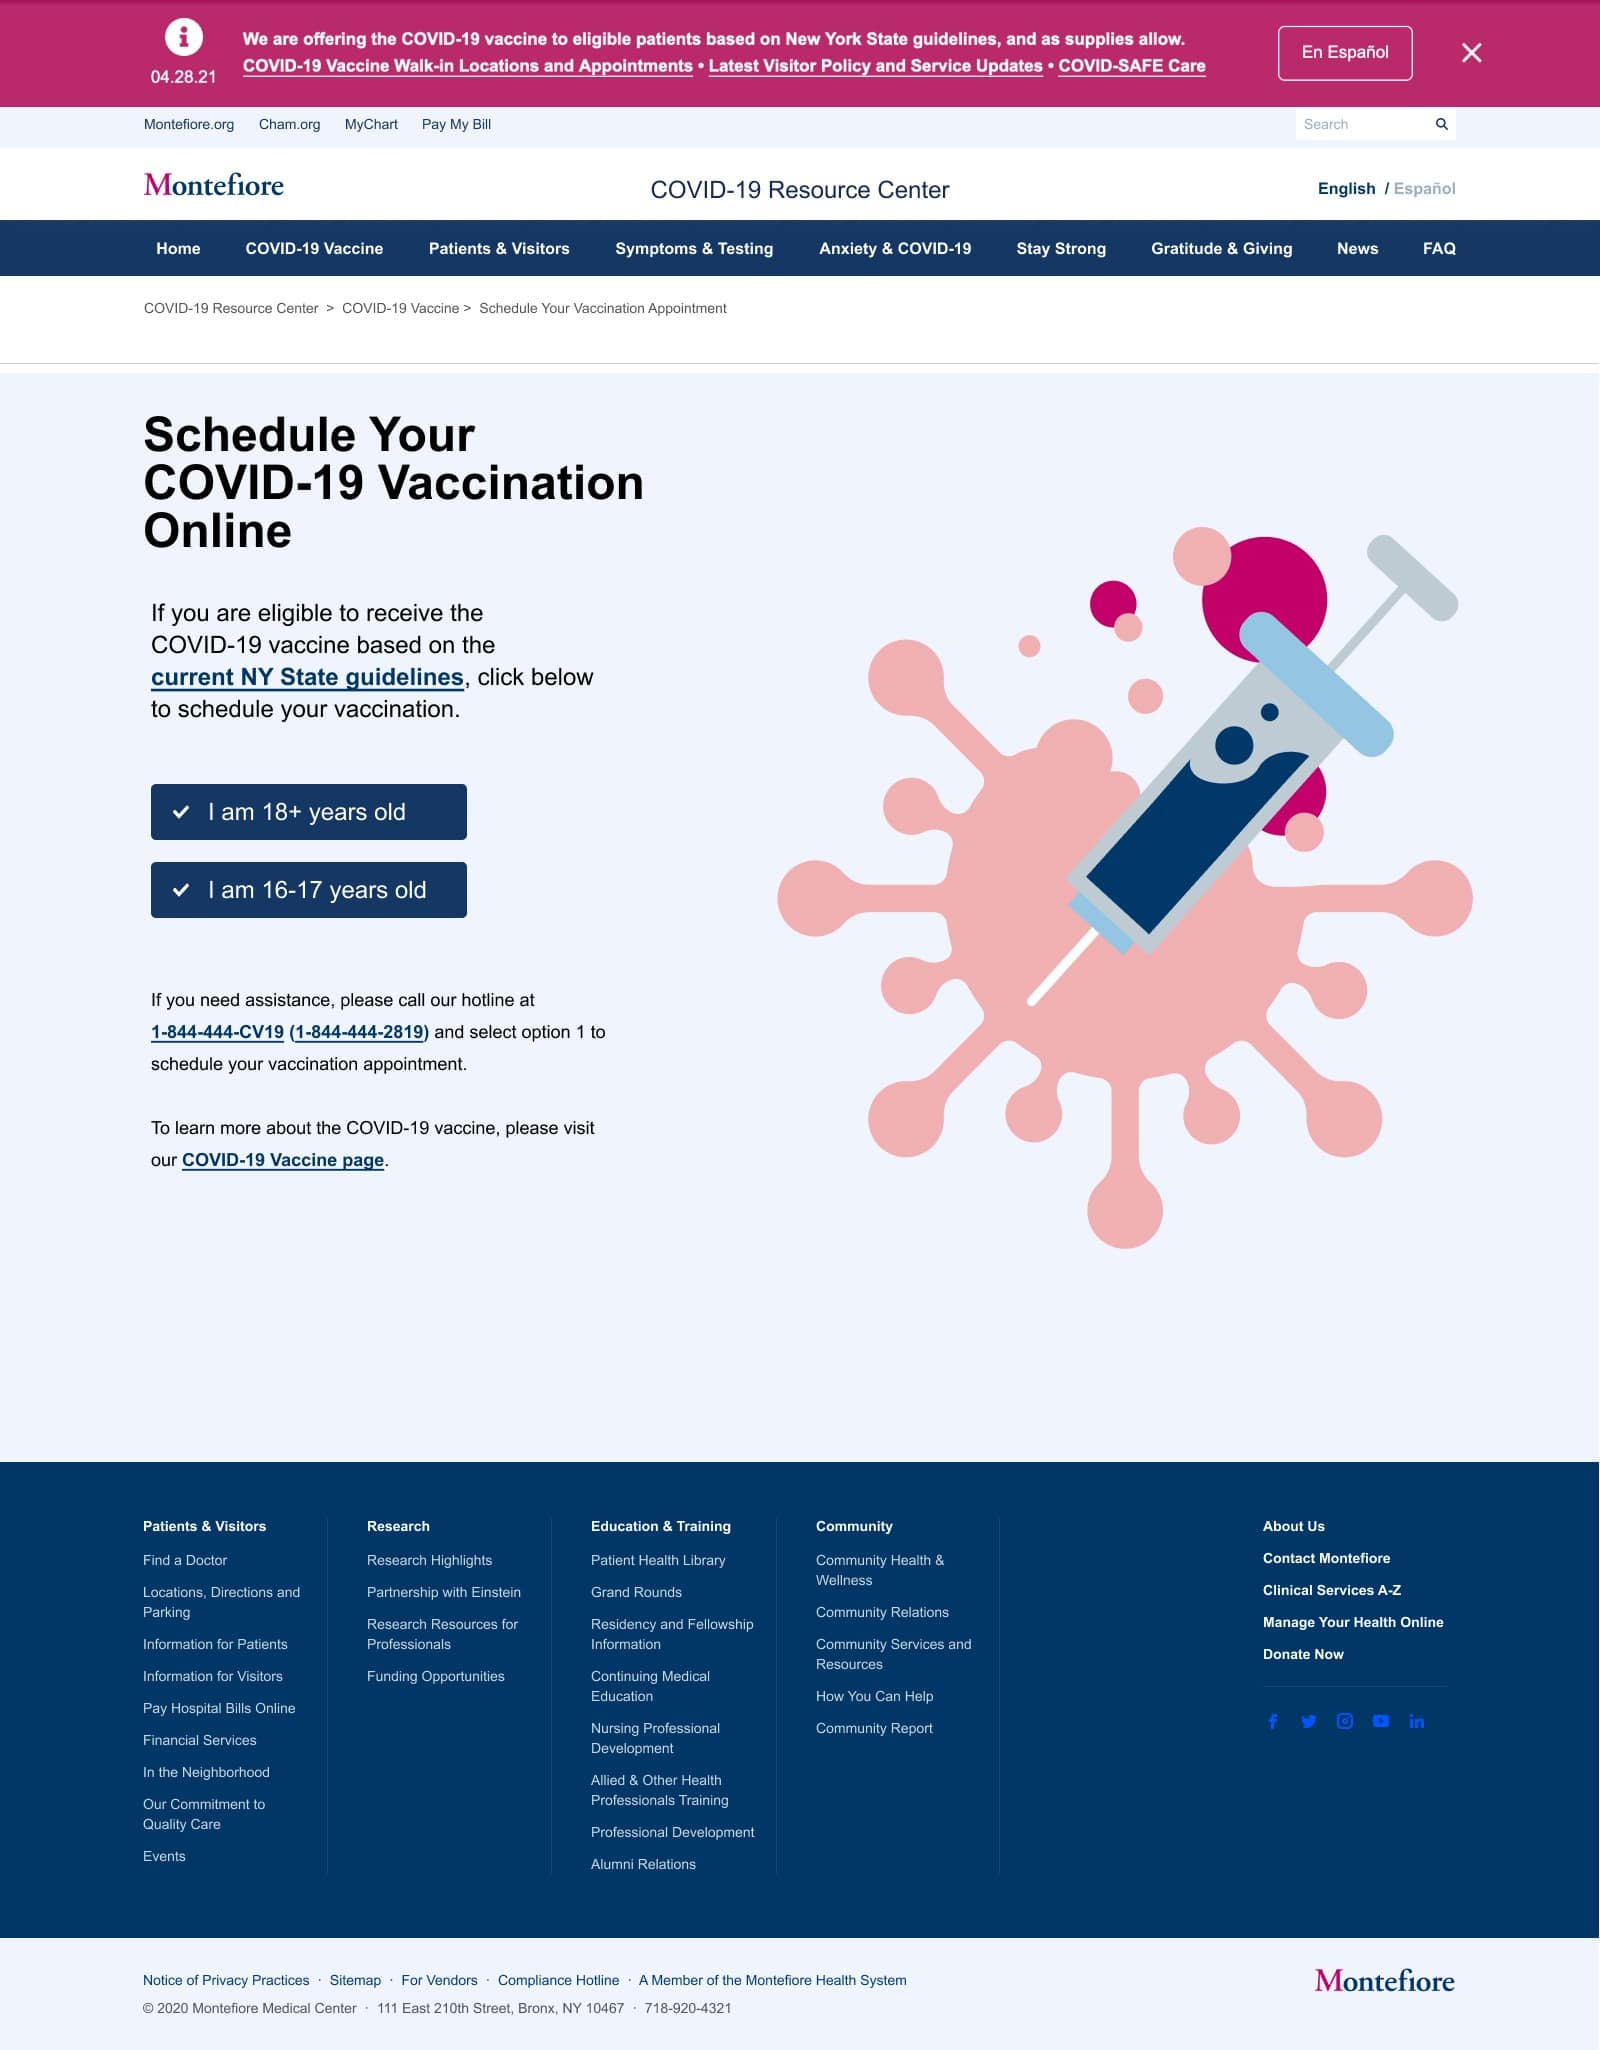 We are offering the COVID-19 vaccine to eligible patients based on New York State guidelines, and as supplies allow.
04.28.21
COVID-19 Vaccine Walk-in Locations and Appointments • Latest Visitor Policy and Service Updates • COVID-SAFE Care
En Español
Montefiore.org Cham.org MyChart Pay My Bill Search
Montefiore
COVID-19 Resource Center
English / Español
Home COVID-19 Vaccine Patients & Visitors Symptoms & Testing Anxiety & COVID-19 Stay Strong Gratitude & Giving News FAQ
COVID-19 Resource Center > COVID-19 Vaccine > Schedule Your Vaccination Appointment
Schedule Your
COVID-19 Vaccination
Online
If you are eligible to receive the
COVID-19 vaccine based on the
current NY State guidelines, click below
to schedule your vaccination.
I am 18+ years old
I am 16-17 years old
If you need assistance, please call our hotline at
1-844-444-CV19 (1-844-444-2819) and select option 1 to
schedule your vaccination appointment.
To learn more about the COVID-19 vaccine, please visit
our COVID-19 Vaccine page.
Patients & Visitors
Find a Doctor
Locations, Directions and
Parking
Information for Patients
Information for Visitors
Pay Hospital Bills Online
Financial Services
In the Neighborhood
Our Commitment to
Quality Care
Events
Research
Research Highlights
Partnership with Einstein
Research Resources for
Professionals
Funding Opportunities
Education & Training
Patient Health Library
Grand Rounds
Residency and Fellowship
Information
Continuing Medical
Education
Nursing Professional
Development
Allied & Other Health
Professionals Training
Professional Development
Alumni Relations
Community
Community Health &
Wellness
Community Relations
Community Services and
Resources
How You Can Help
Community Report
About Us
Contact Montefiore
Clinical Services A-Z
Manage Your Health Online
Donate Now
Notice of Privacy Practices · Sitemap · For Vendors · Compliance Hotline · A Member of the Montefiore Health System
© 2020 Montefiore Medical Center · 111 East 210th Street, Bronx, NY 10467 · 718-920-4321
Montefiore